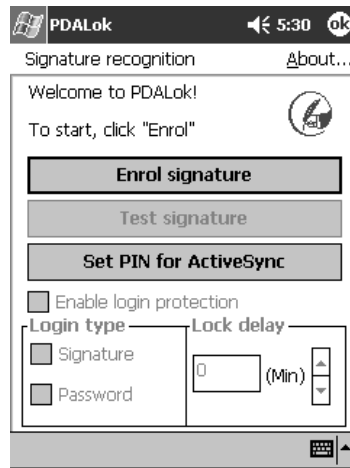 PDALok 5:30 ok
Signature recognition About...
Welcome to PDALok!
To start, click "Enrol"
Enrol signature
Test signature
Set PIN for ActiveSync
Enable login protection
Login type Lock delay
Signature
0 (Min)
Password